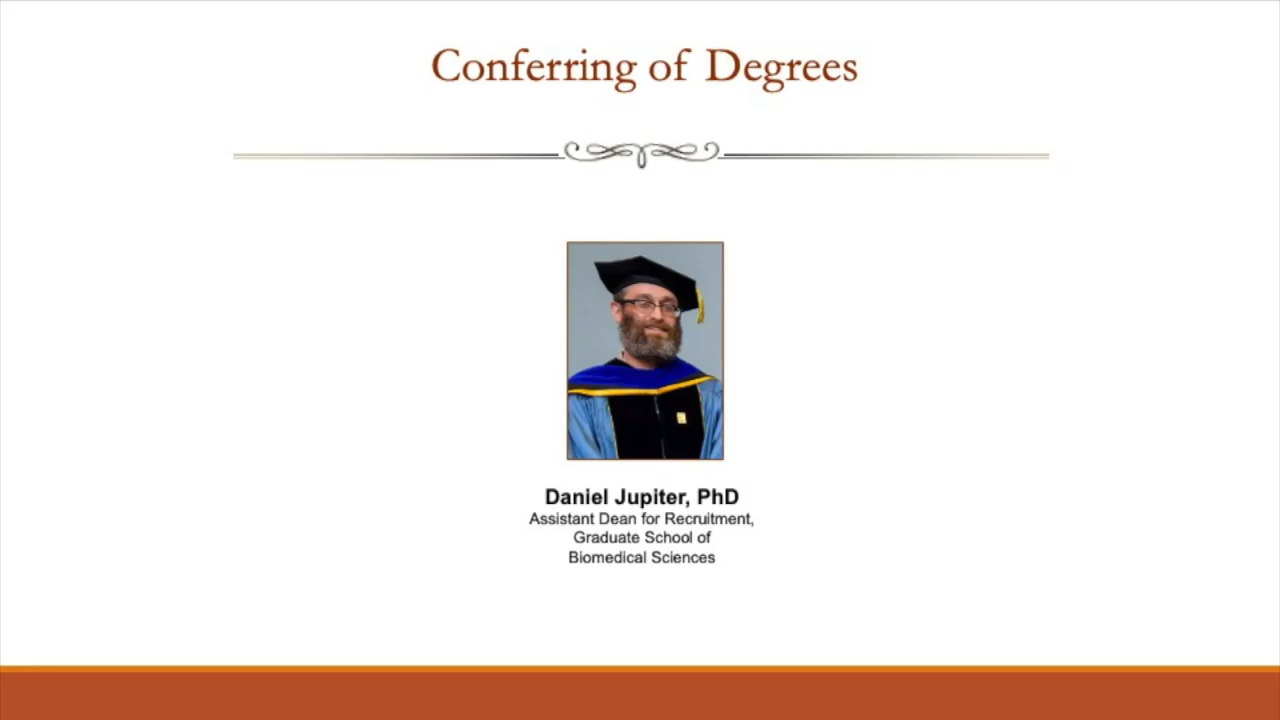 Conferring of Degrees
Daniel Jupiter, PhD
Assistant Dean for Recruitment,
Graduate School of
Biomedical Sciences